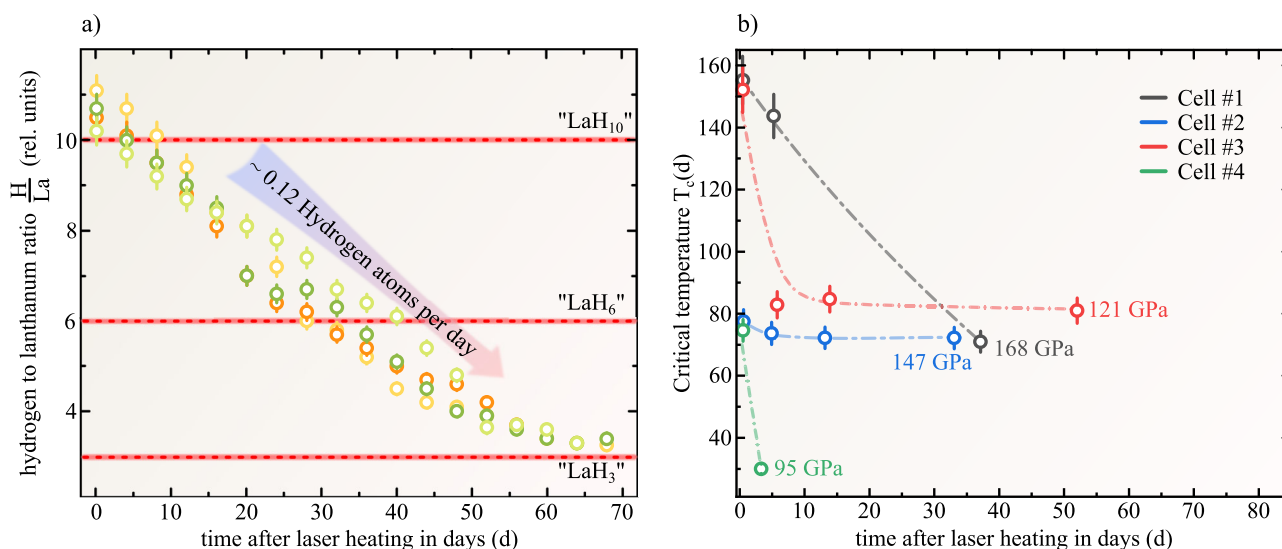 a)
hydrogen to lanthanum ratio H/La (rel. units)
10
8
6
4
"LaH₁₀"
~ 0.12 Hydrogen atoms per day
"LaH₆"
"LaH₃"
0 10 20 30 40 50 60 70
time after laser heating in days (d)
b)
Critical temperature T꜀(d)
160
140
120
100
80
60
40
Cell #1
Cell #2
Cell #3
Cell #4
121 GPa
147 GPa
168 GPa
95 GPa
0 10 20 30 40 50 60 70 80
time after laser heating in days (d)